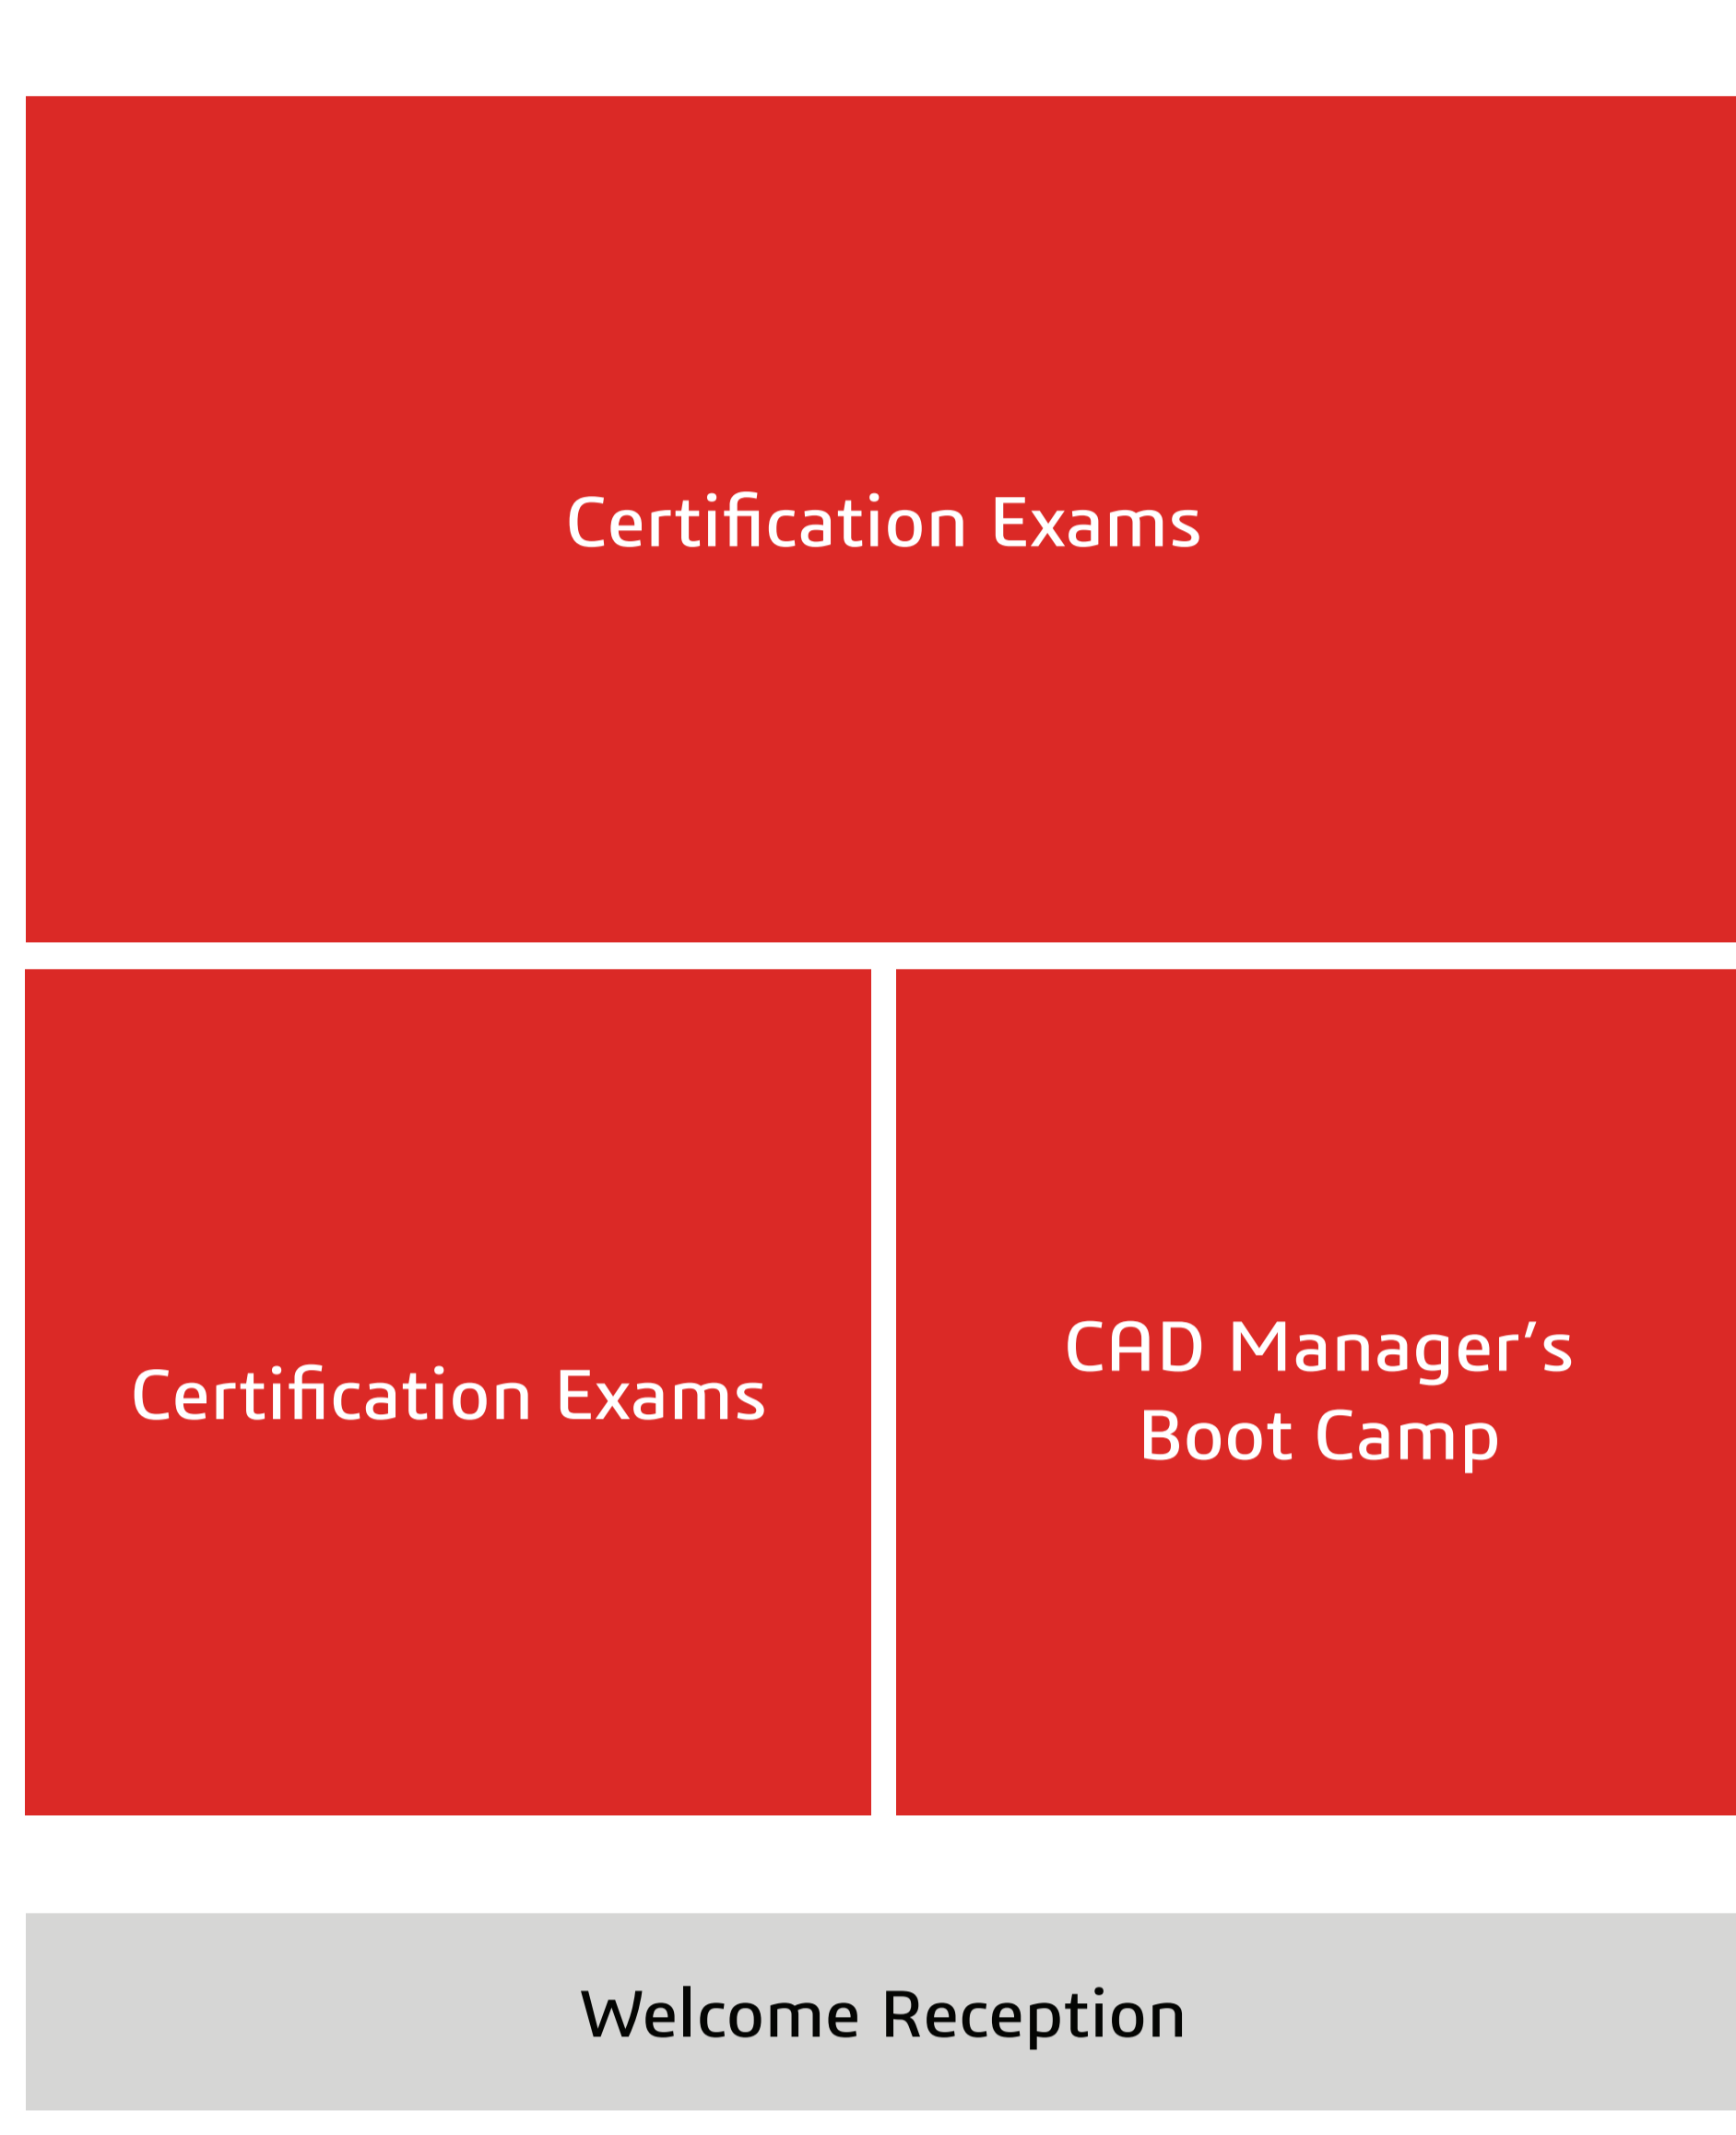 Certification Exams
Certification Exams
CAD Manager’s
Boot Camp
Welcome Reception